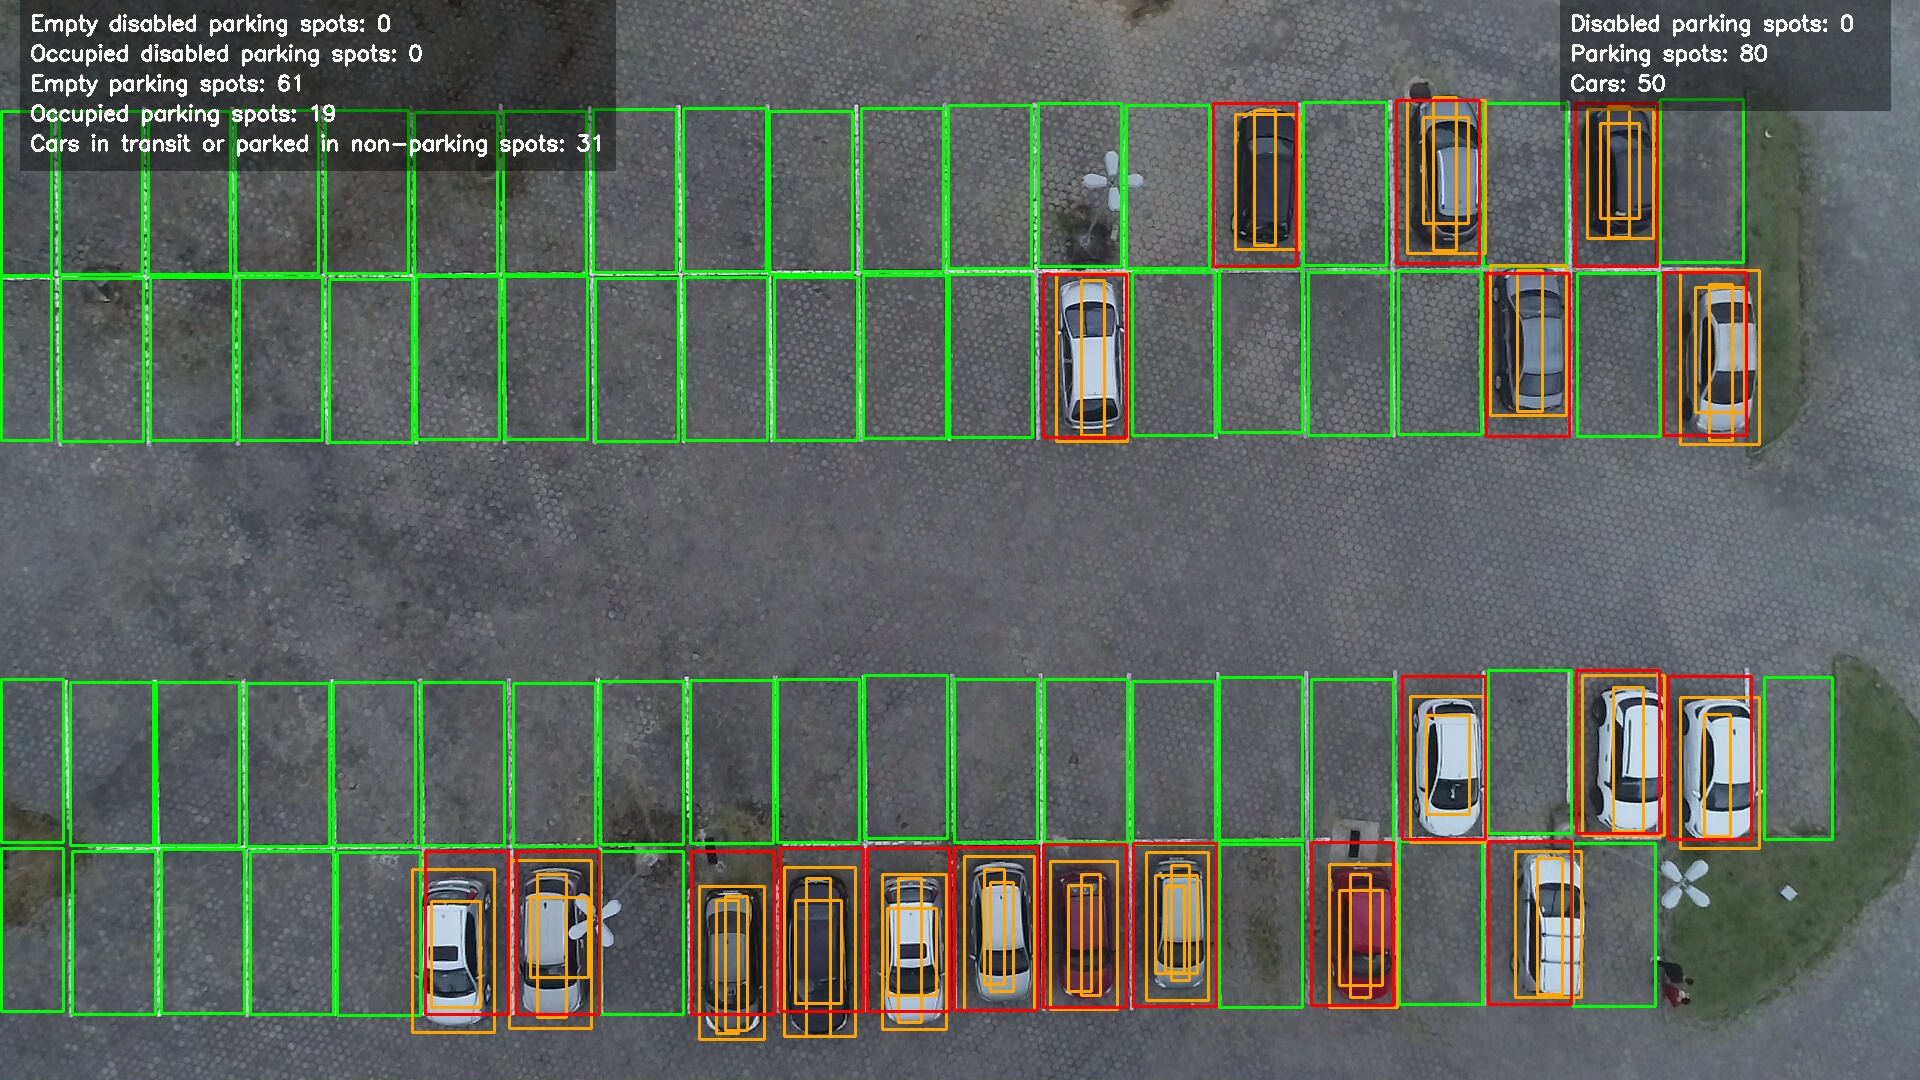 Empty disabled parking spots: 0
Occupied disabled parking spots: 0
Empty parking spots: 61
Occupied parking spots: 19
Cars in transit or parked in non-parking spots: 31
Disabled parking spots: 0
Parking spots: 80
Cars: 50